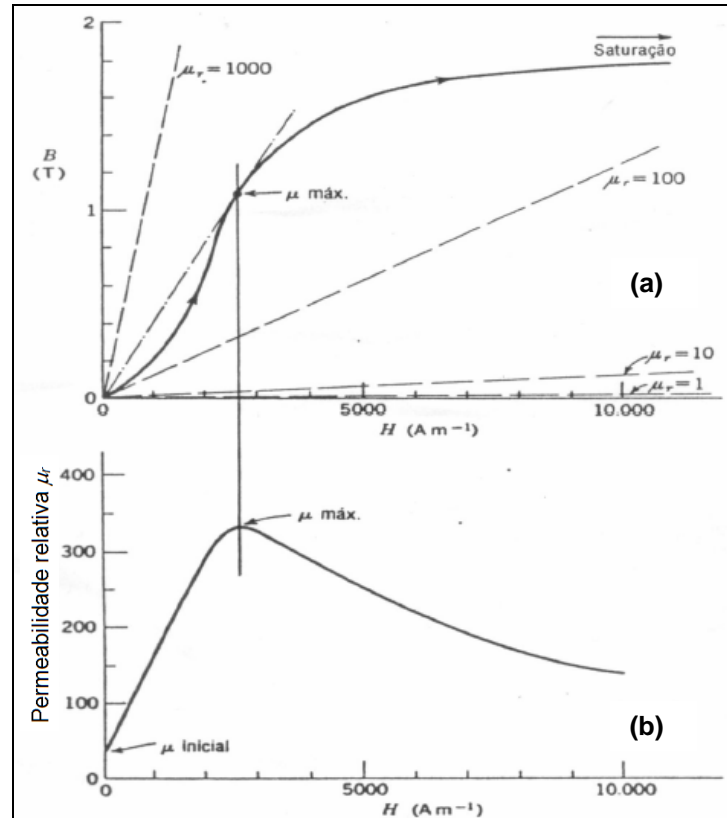 2
Saturação
μr = 1000
B
(T)
μ máx.
1
μr = 100
(a)
μr = 10
μr = 1
0
0
5000
10.000
H (A m⁻¹)
400
μ máx.
300
Permeabilidade relativa μr
200
100
(b)
μ Inicial
0
0
5000
10.000
H (A m⁻¹)